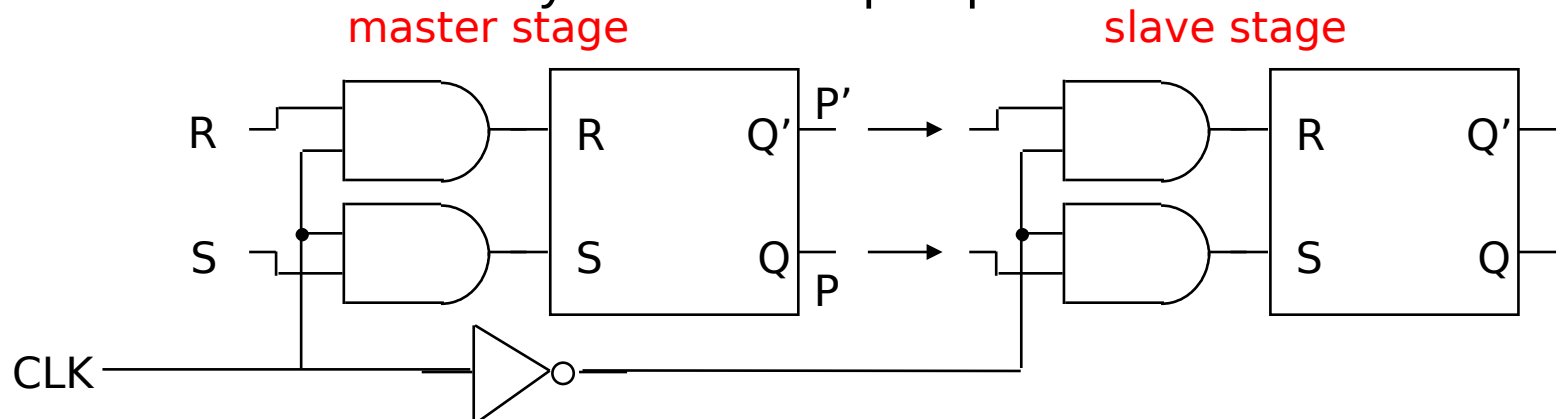 master stage
slave stage
P’
R
R
Q’
R
Q’
S
S
Q
S
Q
P
CLK